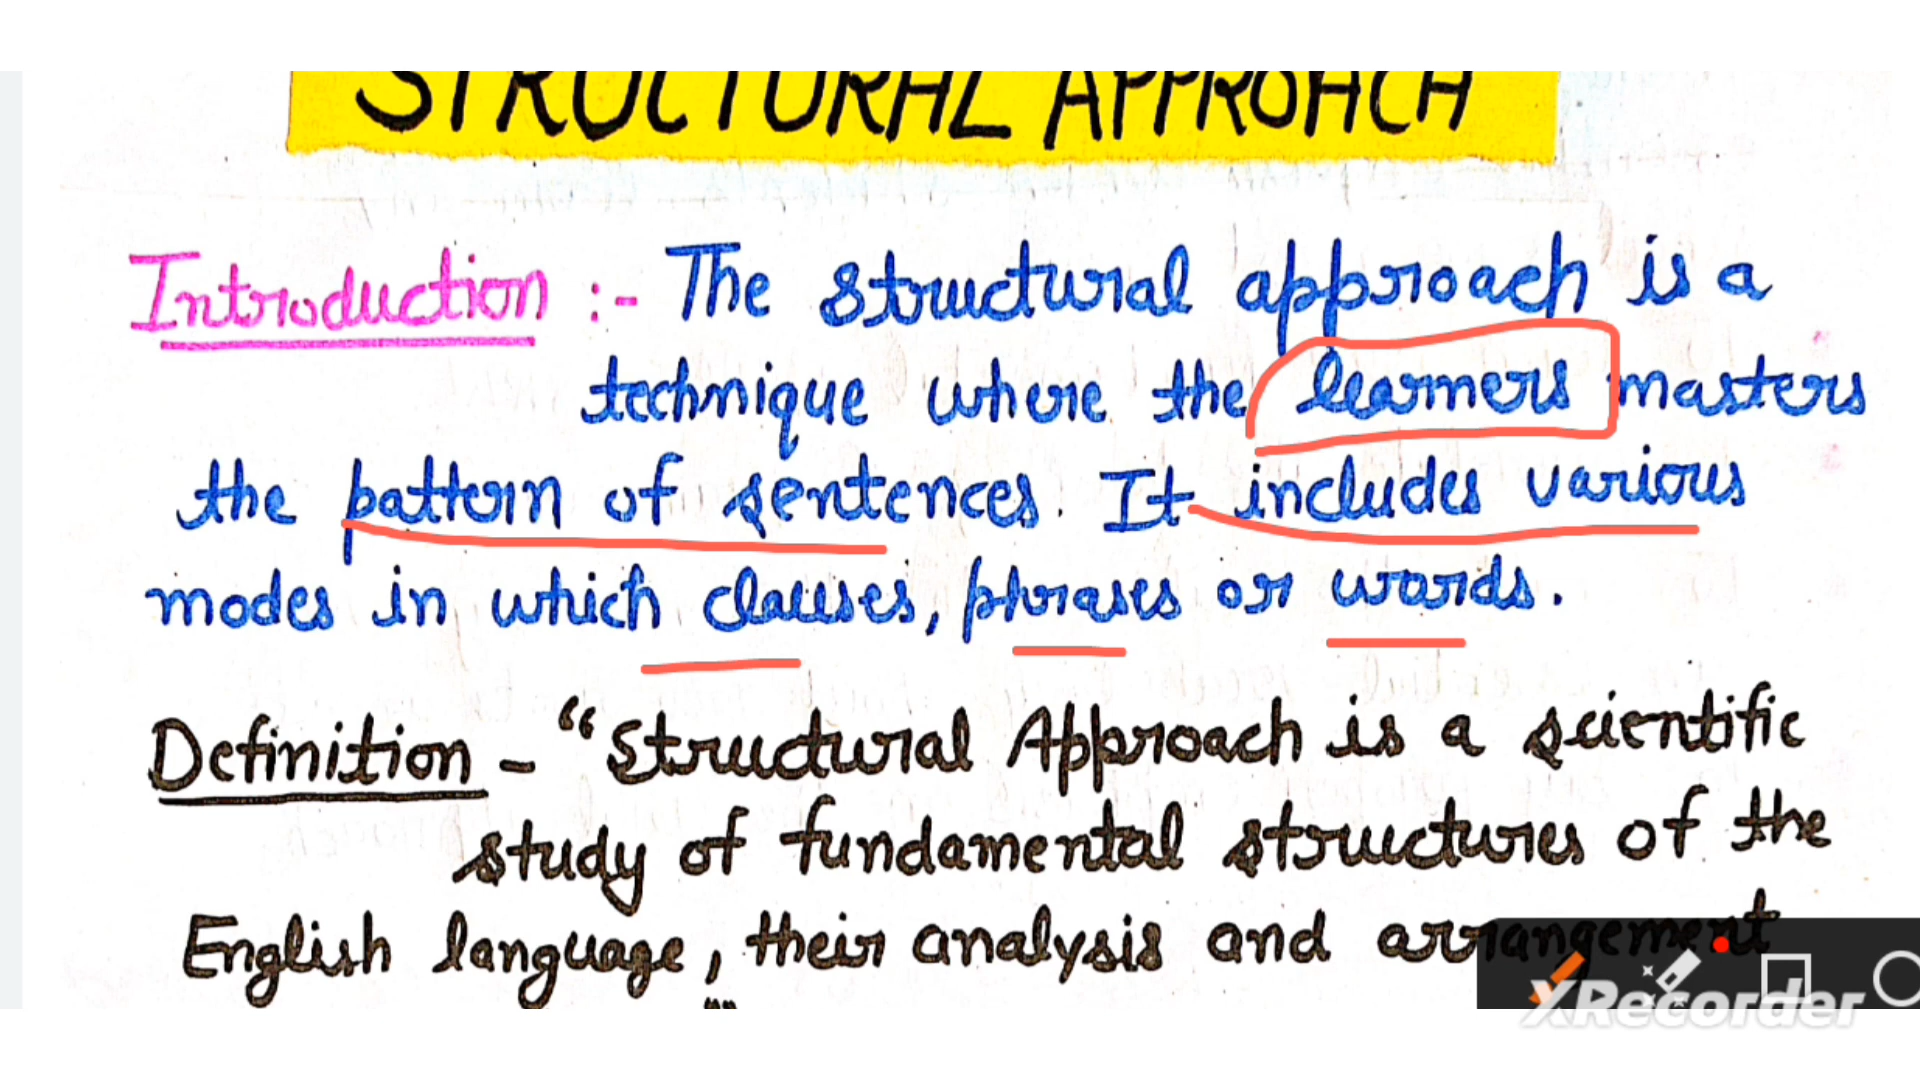 STRUCTURAL APPROACH
Introduction :- The structural approach is a
technique where the learners masters
the pattern of sentences. It includes various
modes in which clauses, phrases or words.
Definition - “Structural Approach is a scientific
study of fundamental structures of the
English language, their analysis and arrangement
XRecorder